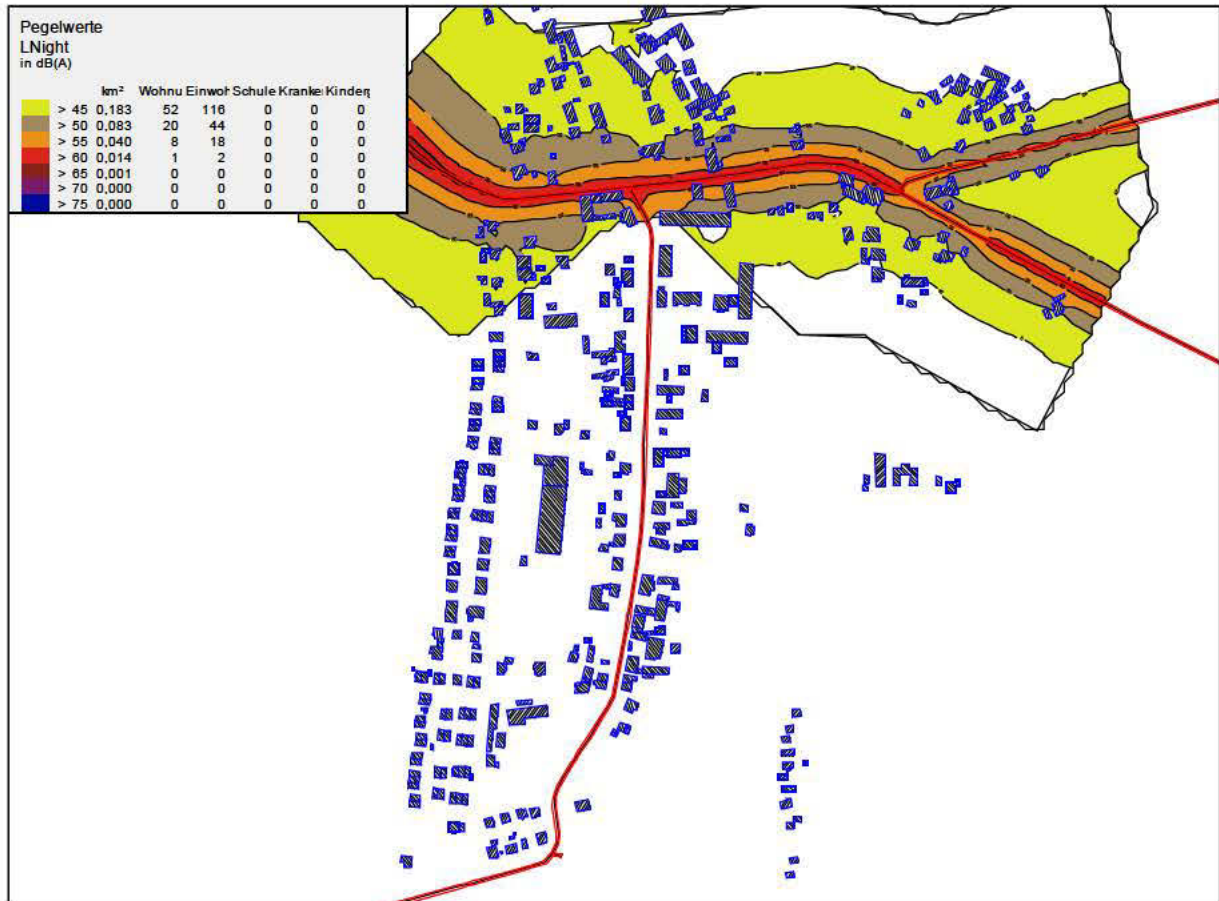 Pegelwerte
LNight
in dB(A)
km² Wohnu Einwoh Schule Kranke Kinderg
> 45 0,183 52 116 0 0 0
> 50 0,083 20 44 0 0 0
> 55 0,040 8 18 0 0 0
> 60 0,014 1 2 0 0 0
> 65 0,001 0 0 0 0 0
> 70 0,000 0 0 0 0 0
> 75 0,000 0 0 0 0 0